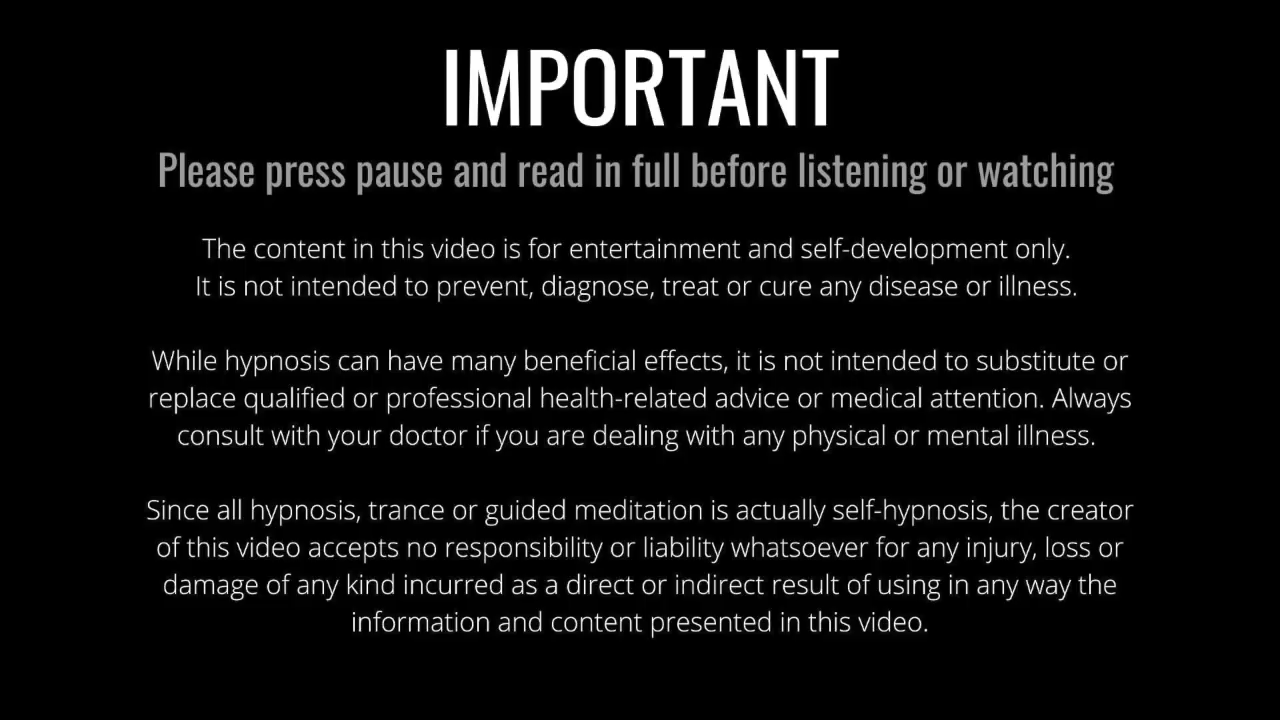 IMPORTANT
Please press pause and read in full before listening or watching
The content in this video is for entertainment and self-development only.
It is not intended to prevent, diagnose, treat or cure any disease or illness.
While hypnosis can have many beneficial effects, it is not intended to substitute or
replace qualified or professional health-related advice or medical attention. Always
consult with your doctor if you are dealing with any physical or mental illness.
Since all hypnosis, trance or guided meditation is actually self-hypnosis, the creator
of this video accepts no responsibility or liability whatsoever for any injury, loss or
damage of any kind incurred as a direct or indirect result of using in any way the
information and content presented in this video.